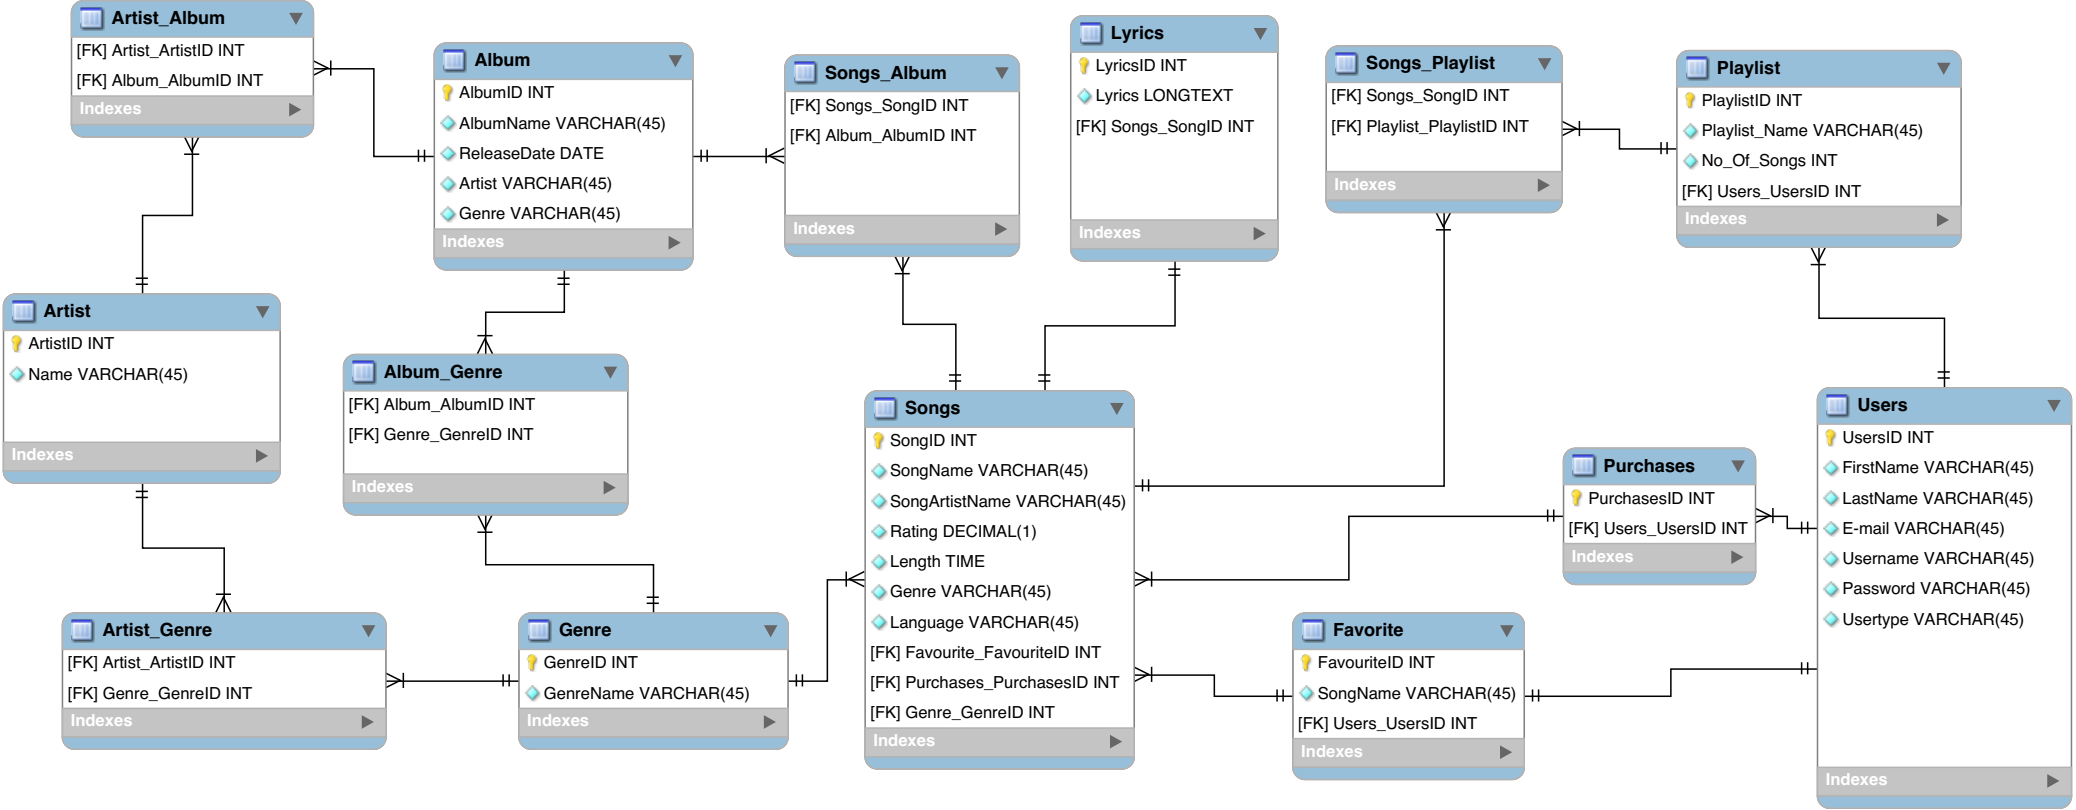 Artist_Album
[FK] Artist_ArtistID INT
[FK] Album_AlbumID INT
Indexes
Album
AlbumID INT
AlbumName VARCHAR(45)
ReleaseDate DATE
Artist VARCHAR(45)
Genre VARCHAR(45)
Indexes
Songs_Album
[FK] Songs_SongID INT
[FK] Album_AlbumID INT
Indexes
Lyrics
LyricsID INT
Lyrics LONGTEXT
[FK] Songs_SongID INT
Indexes
Songs_Playlist
[FK] Songs_SongID INT
[FK] Playlist_PlaylistID INT
Indexes
Playlist
PlaylistID INT
Playlist_Name VARCHAR(45)
No_Of_Songs INT
[FK] Users_UsersID INT
Indexes
Artist
ArtistID INT
Name VARCHAR(45)
Indexes
Album_Genre
[FK] Album_AlbumID INT
[FK] Genre_GenreID INT
Indexes
Songs
SongID INT
SongName VARCHAR(45)
SongArtistName VARCHAR(45)
Rating DECIMAL(1)
Length TIME
Genre VARCHAR(45)
Language VARCHAR(45)
[FK] Favourite_FavouriteID INT
[FK] Purchases_PurchasesID INT
[FK] Genre_GenreID INT
Indexes
Purchases
PurchasesID INT
[FK] Users_UsersID INT
Indexes
Users
UsersID INT
FirstName VARCHAR(45)
LastName VARCHAR(45)
E-mail VARCHAR(45)
Username VARCHAR(45)
Password VARCHAR(45)
Usertype VARCHAR(45)
Indexes
Artist_Genre
[FK] Artist_ArtistID INT
[FK] Genre_GenreID INT
Indexes
Genre
GenreID INT
GenreName VARCHAR(45)
Indexes
Favorite
FavouriteID INT
SongName VARCHAR(45)
[FK] Users_UsersID INT
Indexes